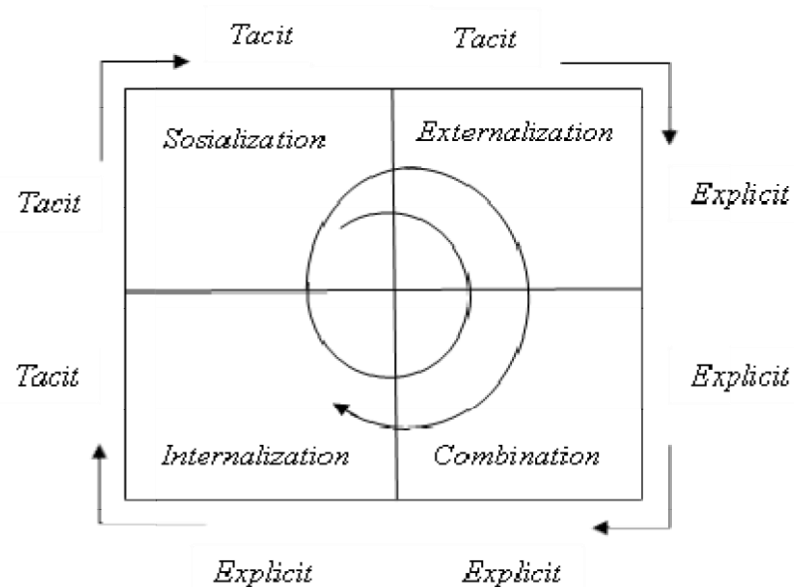 Tacit Tacit
Sosialization Externalization
Tacit Explicit
Tacit Explicit
Internalization Combination
Explicit Explicit